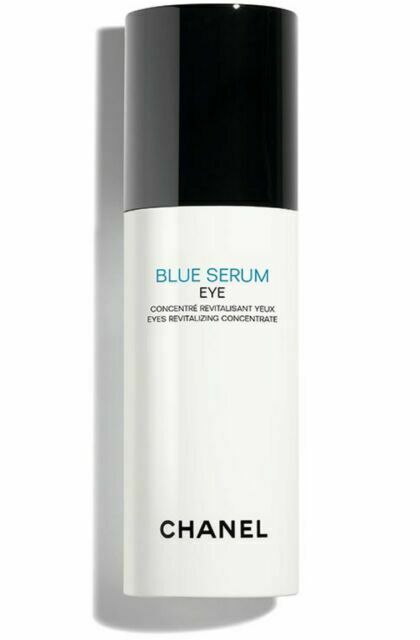 BLUE SERUM
EYE
CONCENTRÉ REVITALISANT YEUX
EYES REVITALIZING CONCENTRATE
CHANEL